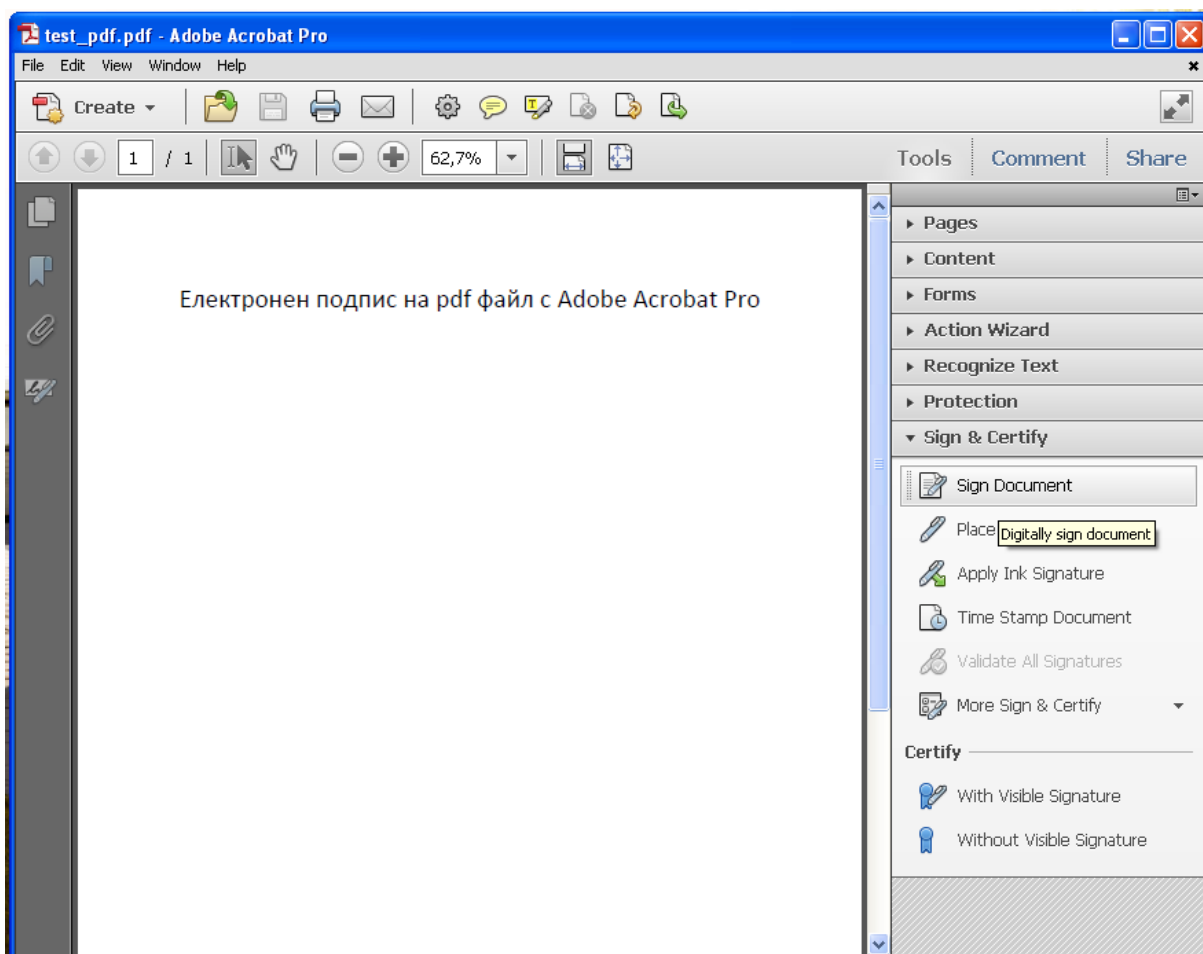 test_pdf.pdf - Adobe Acrobat Pro
File Edit View Window Help
Create
1 / 1 62,7% Tools Comment Share
Pages
Content
Forms
Action Wizard
Recognize Text
Protection
Sign & Certify
Sign Document
Place
Digitally sign document
Apply Ink Signature
Time Stamp Document
Validate All Signatures
More Sign & Certify
Certify
With Visible Signature
Without Visible Signature
Електронен подпис на pdf файл с Adobe Acrobat Pro